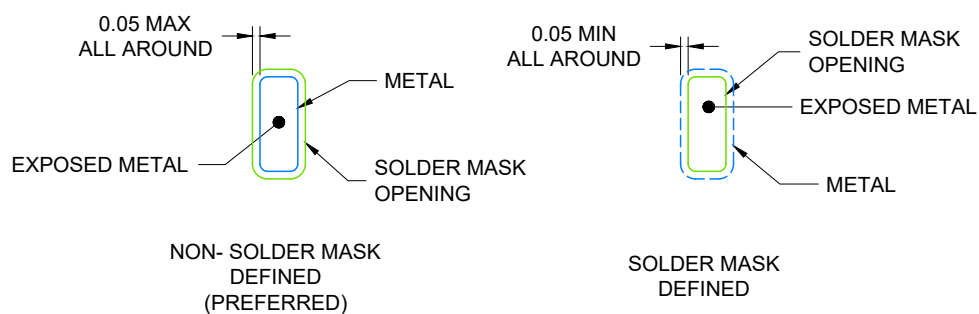 0.05 MAX
ALL AROUND
METAL
EXPOSED METAL
SOLDER MASK
OPENING
NON- SOLDER MASK
DEFINED
(PREFERRED)
0.05 MIN
ALL AROUND
SOLDER MASK
OPENING
EXPOSED METAL
METAL
SOLDER MASK
DEFINED